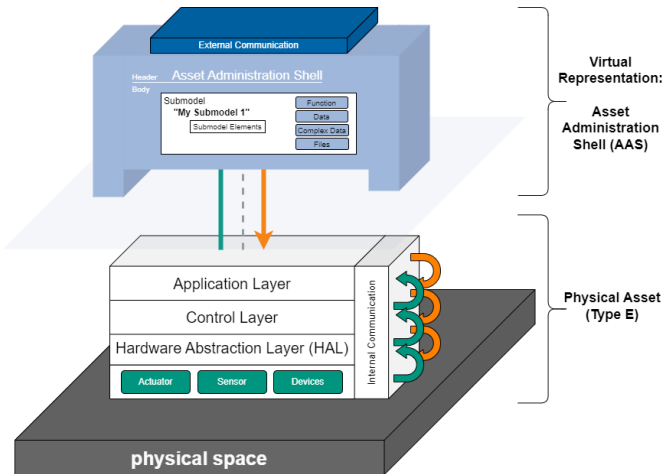 External Communication
Header Asset Administration Shell
Body
Submodel
"My Submodel 1"
Submodel Elements
Function
Data
Complex Data
Files
Virtual
Representation:
Asset
Administration
Shell (AAS)
Application Layer
Control Layer
Hardware Abstraction Layer (HAL)
Actuator
Sensor
Devices
Internal Communication
Physical Asset
(Type E)
physical space